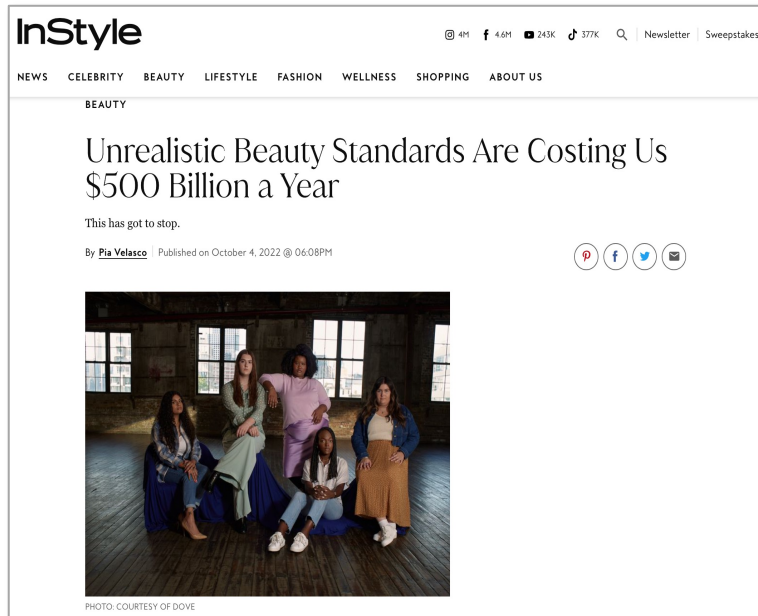 InStyle
4M 4.6M 243K 377K Newsletter Sweepstakes
NEWS CELEBRITY BEAUTY LIFESTYLE FASHION WELLNESS SHOPPING ABOUT US
BEAUTY
Unrealistic Beauty Standards Are Costing Us
$500 Billion a Year
This has got to stop.
By Pia Velasco Published on October 4, 2022 @ 06:08PM
PHOTO: COURTESY OF DOVE